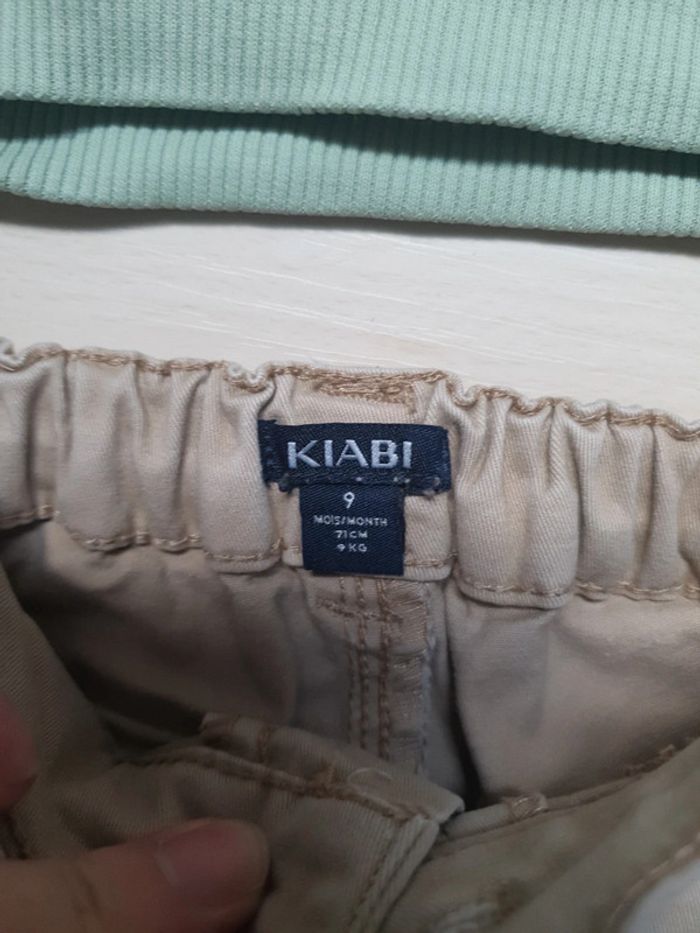 KIABI
9
MOIS/MONTH
71CM
9 KG